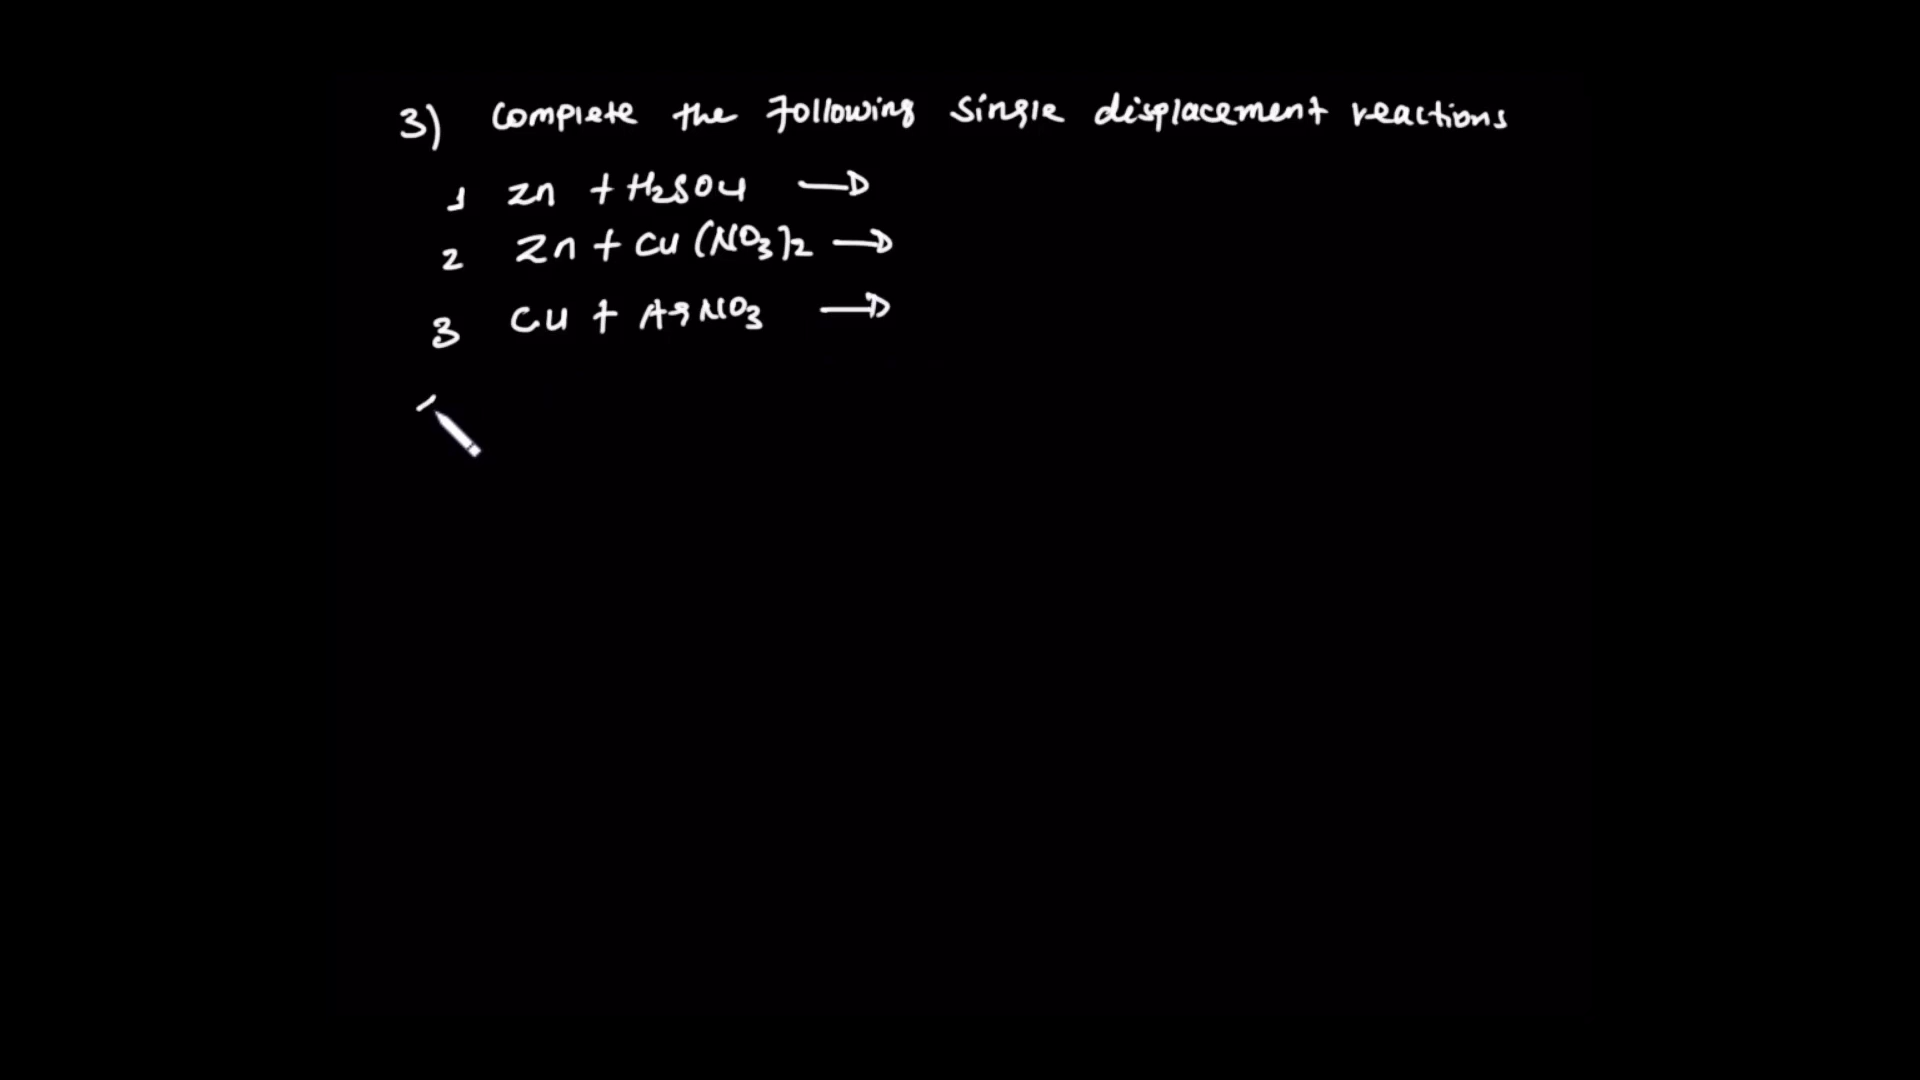 3) Complete the following single displacement reactions
1 Zn + H2SO4 →
2 Zn + Cu (NO3)2 →
3 Cu + AgNO3 →